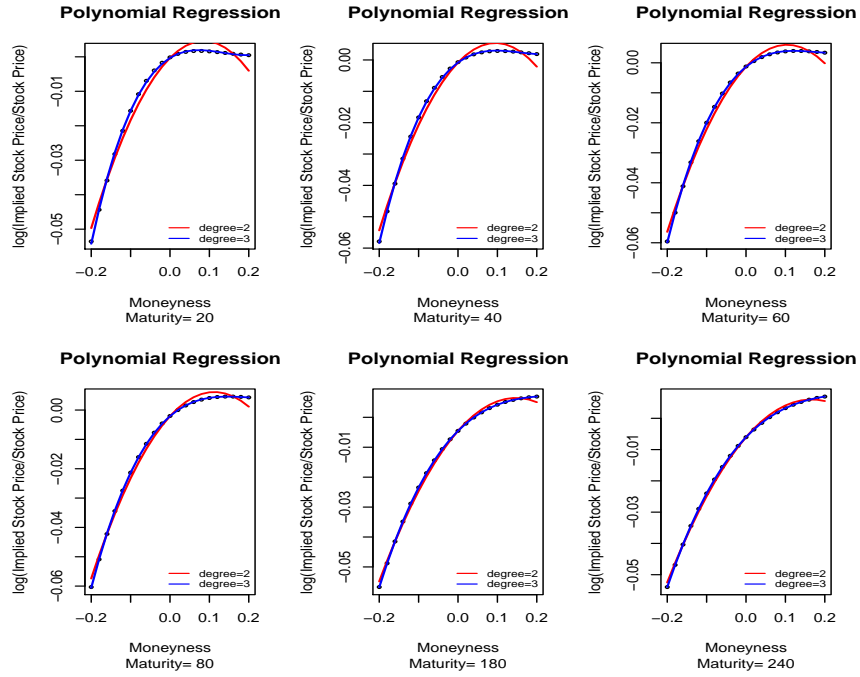 Polynomial Regression
log(Implied Stock Price/Stock Price)
−0.01
−0.03
−0.05
degree=2
degree=3
−0.2
0.0
0.1
0.2
Moneyness
Maturity= 20
Polynomial Regression
log(Implied Stock Price/Stock Price)
0.00
−0.02
−0.04
−0.06
degree=2
degree=3
−0.2
0.0
0.1
0.2
Moneyness
Maturity= 40
Polynomial Regression
log(Implied Stock Price/Stock Price)
0.00
−0.02
−0.04
−0.06
degree=2
degree=3
−0.2
0.0
0.1
0.2
Moneyness
Maturity= 60
Polynomial Regression
log(Implied Stock Price/Stock Price)
0.00
−0.02
−0.04
−0.06
degree=2
degree=3
−0.2
0.0
0.1
0.2
Moneyness
Maturity= 80
Polynomial Regression
log(Implied Stock Price/Stock Price)
−0.01
−0.03
−0.05
degree=2
degree=3
−0.2
0.0
0.1
0.2
Moneyness
Maturity= 180
Polynomial Regression
log(Implied Stock Price/Stock Price)
−0.01
−0.03
−0.05
degree=2
degree=3
−0.2
0.0
0.1
0.2
Moneyness
Maturity= 240